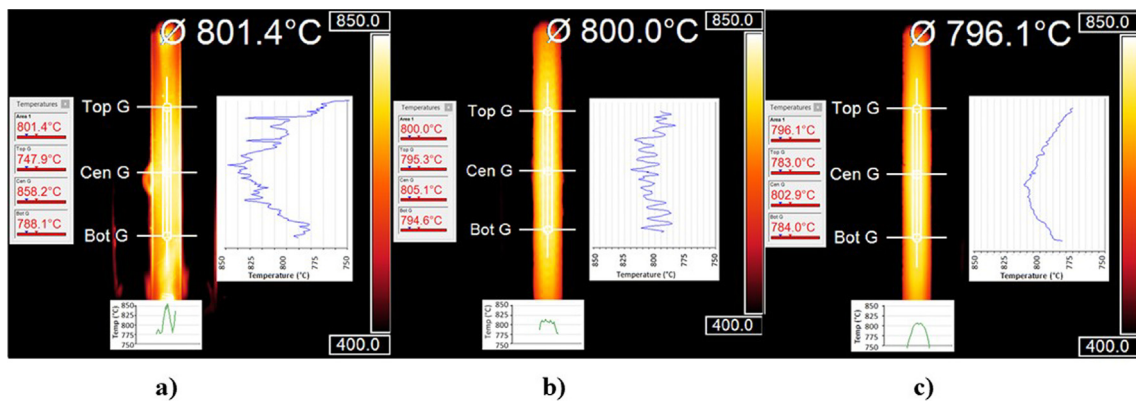 Ø 801.4°C
850.0
Temperatures
Area 1
801.4°C
Top G
747.9°C
Cen G
858.2°C
Bot G
788.1°C
Top G
Cen G
Bot G
850
825
800
775
750
Temperature (°C)
Temp (°C)
850
825
800
775
750
400.0
a)
Ø 800.0°C
850.0
Temperatures
Area 1
800.0°C
Top G
795.3°C
Cen G
805.1°C
Bot G
794.6°C
Top G
Cen G
Bot G
850
825
800
775
750
Temperature (°C)
Temp (°C)
850
825
800
775
750
400.0
b)
Ø 796.1°C
850.0
Temperatures
Area 1
796.1°C
Top G
783.0°C
Cen G
802.9°C
Bot G
784.0°C
Top G
Cen G
Bot G
850
825
800
775
750
Temperature (°C)
Temp (°C)
850
825
800
775
750
400.0
c)